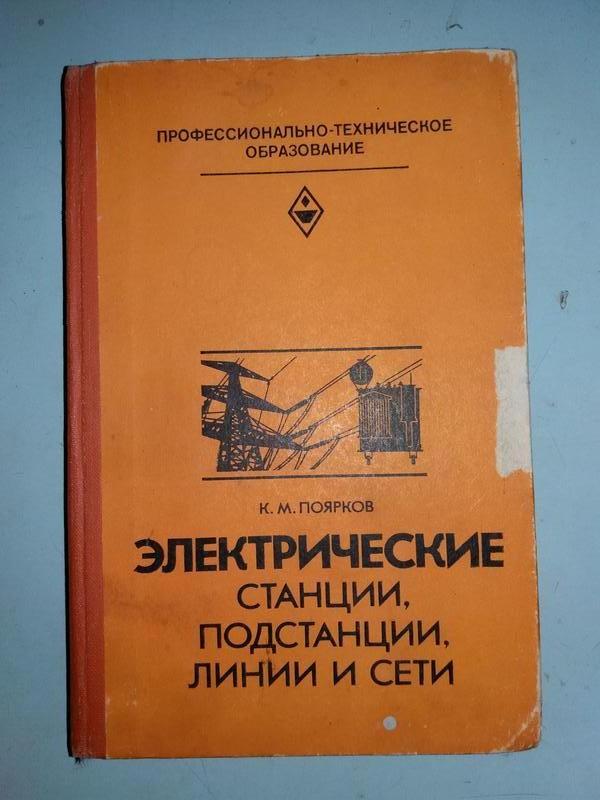 ПРОФЕССИОНАЛЬНО-ТЕХНИЧЕСКОЕ
ОБРАЗОВАНИЕ
К. М. ПОЯРКОВ
ЭЛЕКТРИЧЕСКИЕ
СТАНЦИИ,
ПОДСТАНЦИИ,
ЛИНИИ И СЕТИ